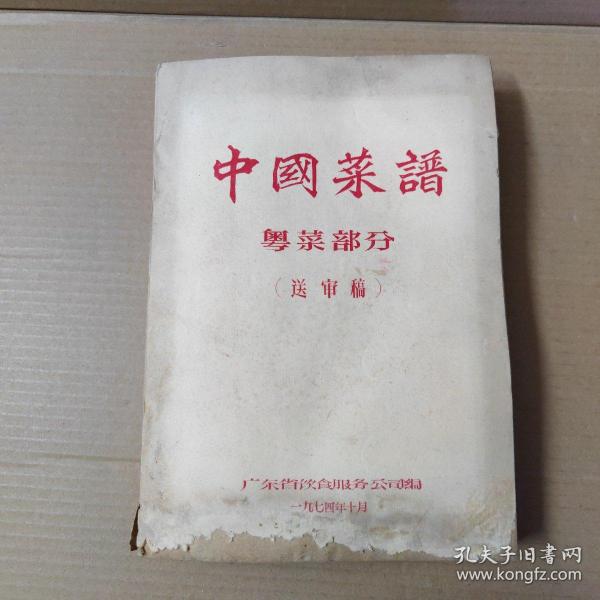 中國菜譜
粤菜部分
（送审稿）
广东省饮食服务公司编
一九七四年十月
孔夫子旧書网
www.kongfz.com